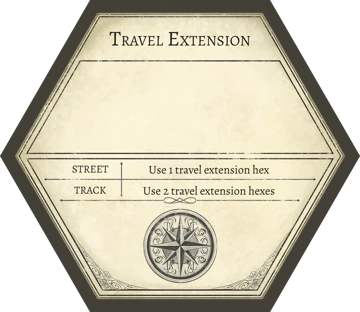 Travel Extension
STREET Use 1 travel extension hex
TRACK Use 2 travel extension hexes